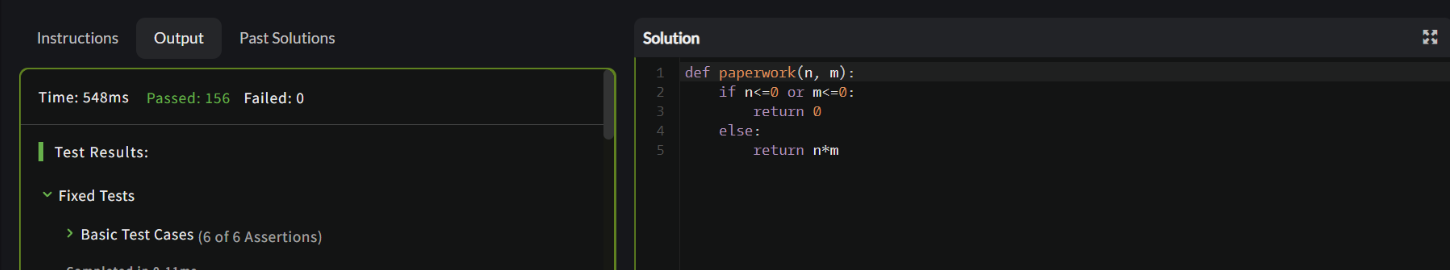 Instructions Output Past Solutions
Time: 548ms Passed: 156 Failed: 0
Test Results:
Fixed Tests
Basic Test Cases (6 of 6 Assertions)
Solution
1 def paperwork(n, m):
2 if n<=0 or m<=0:
3 return 0
4 else:
5 return n*m